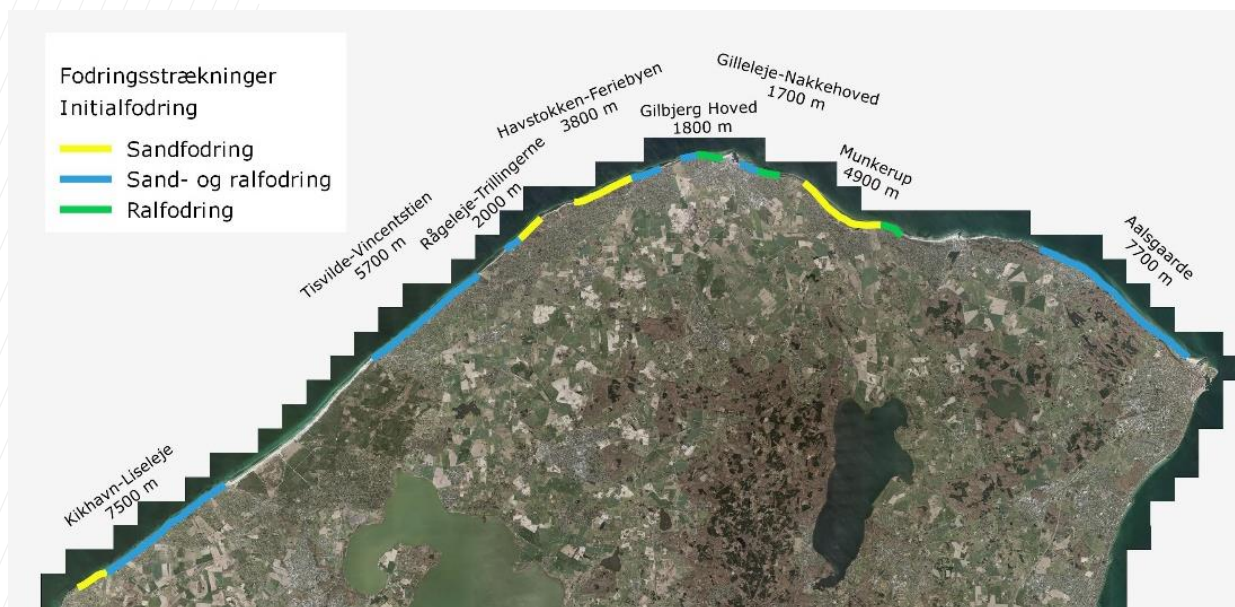 Fodringsstrækninger
Initialfodring
Sandfodring
Sand- og ralfodring
Ralfodring
Kikhavn-Liseleje
7500 m
Tisvilde-Vincentstien
5700 m
Rågeleje-Trillingerne
2000 m
Havstokken-Feriebyen
3800 m
Gilbjerg Hoved
1800 m
Gilleleje-Nakkehoved
1700 m
Munkerup
4900 m
Aalsgaarde
7700 m